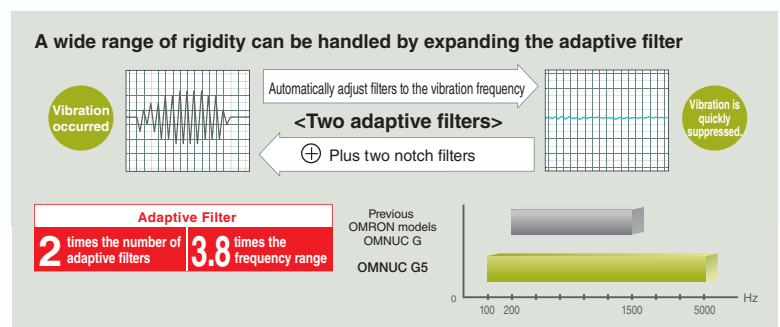 A wide range of rigidity can be handled by expanding the adaptive filter
Vibration
occurred
Automatically adjust filters to the vibration frequency
<Two adaptive filters>
⊕ Plus two notch filters
Vibration is
quickly
suppressed.
Adaptive Filter
2 times the number of
adaptive filters
3.8 times the
frequency range
Previous
OMRON models
OMNUC G
OMNUC G5
0
100 200 1500 5000 Hz